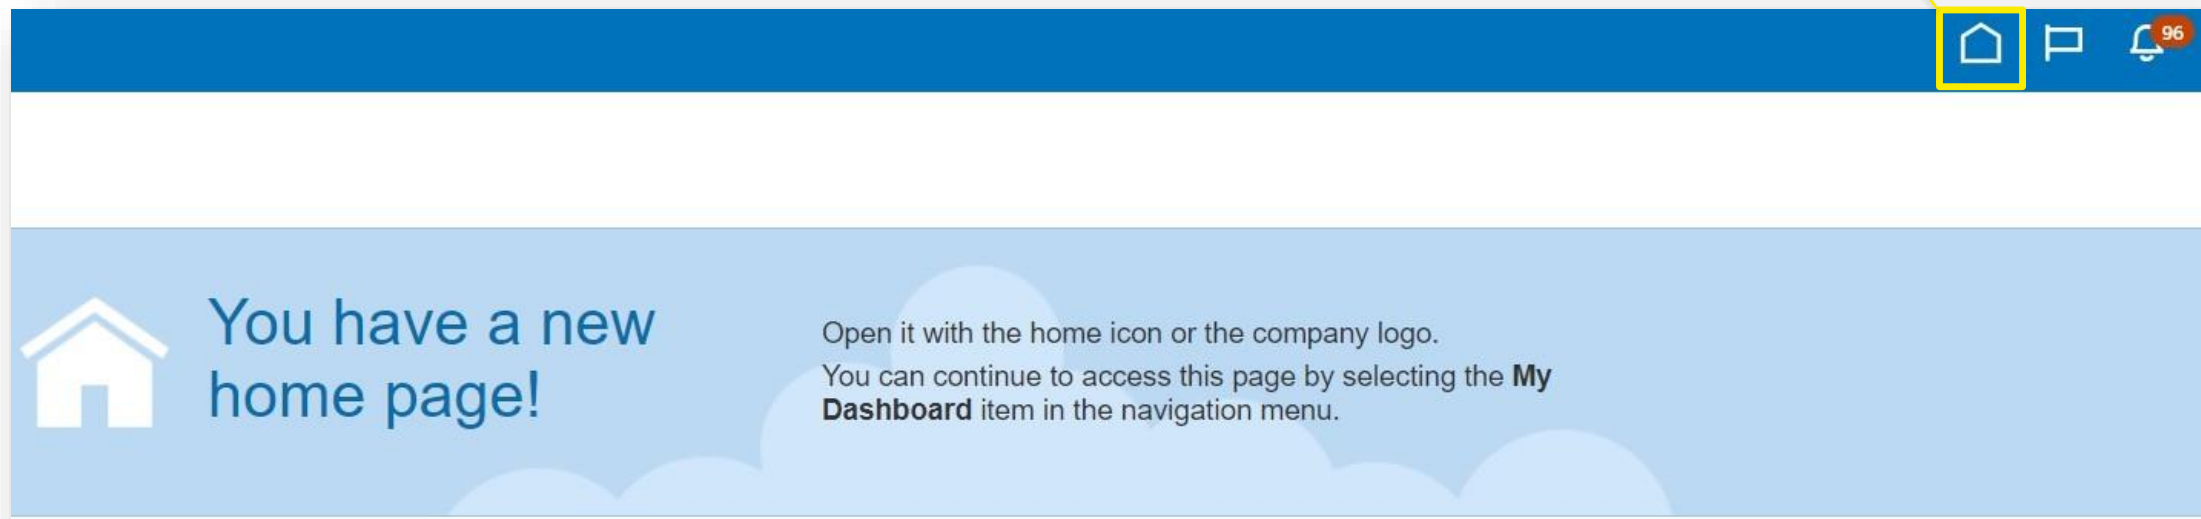 96
You have a new
home page!
Open it with the home icon or the company logo.
You can continue to access this page by selecting the My
Dashboard item in the navigation menu.